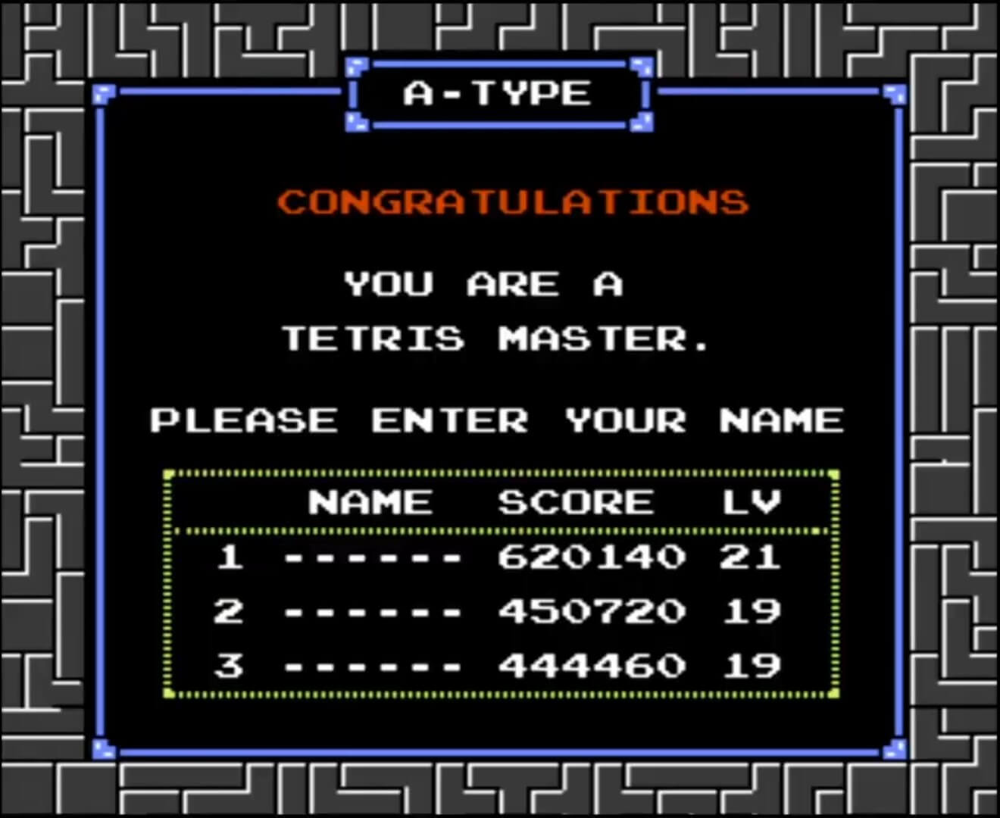 A-TYPE
CONGRATULATIONS
YOU ARE A
TETRIS MASTER.
PLEASE ENTER YOUR NAME
NAME SCORE LV
1 ------ 620140 21
2 ------ 450720 19
3 ------ 444460 19